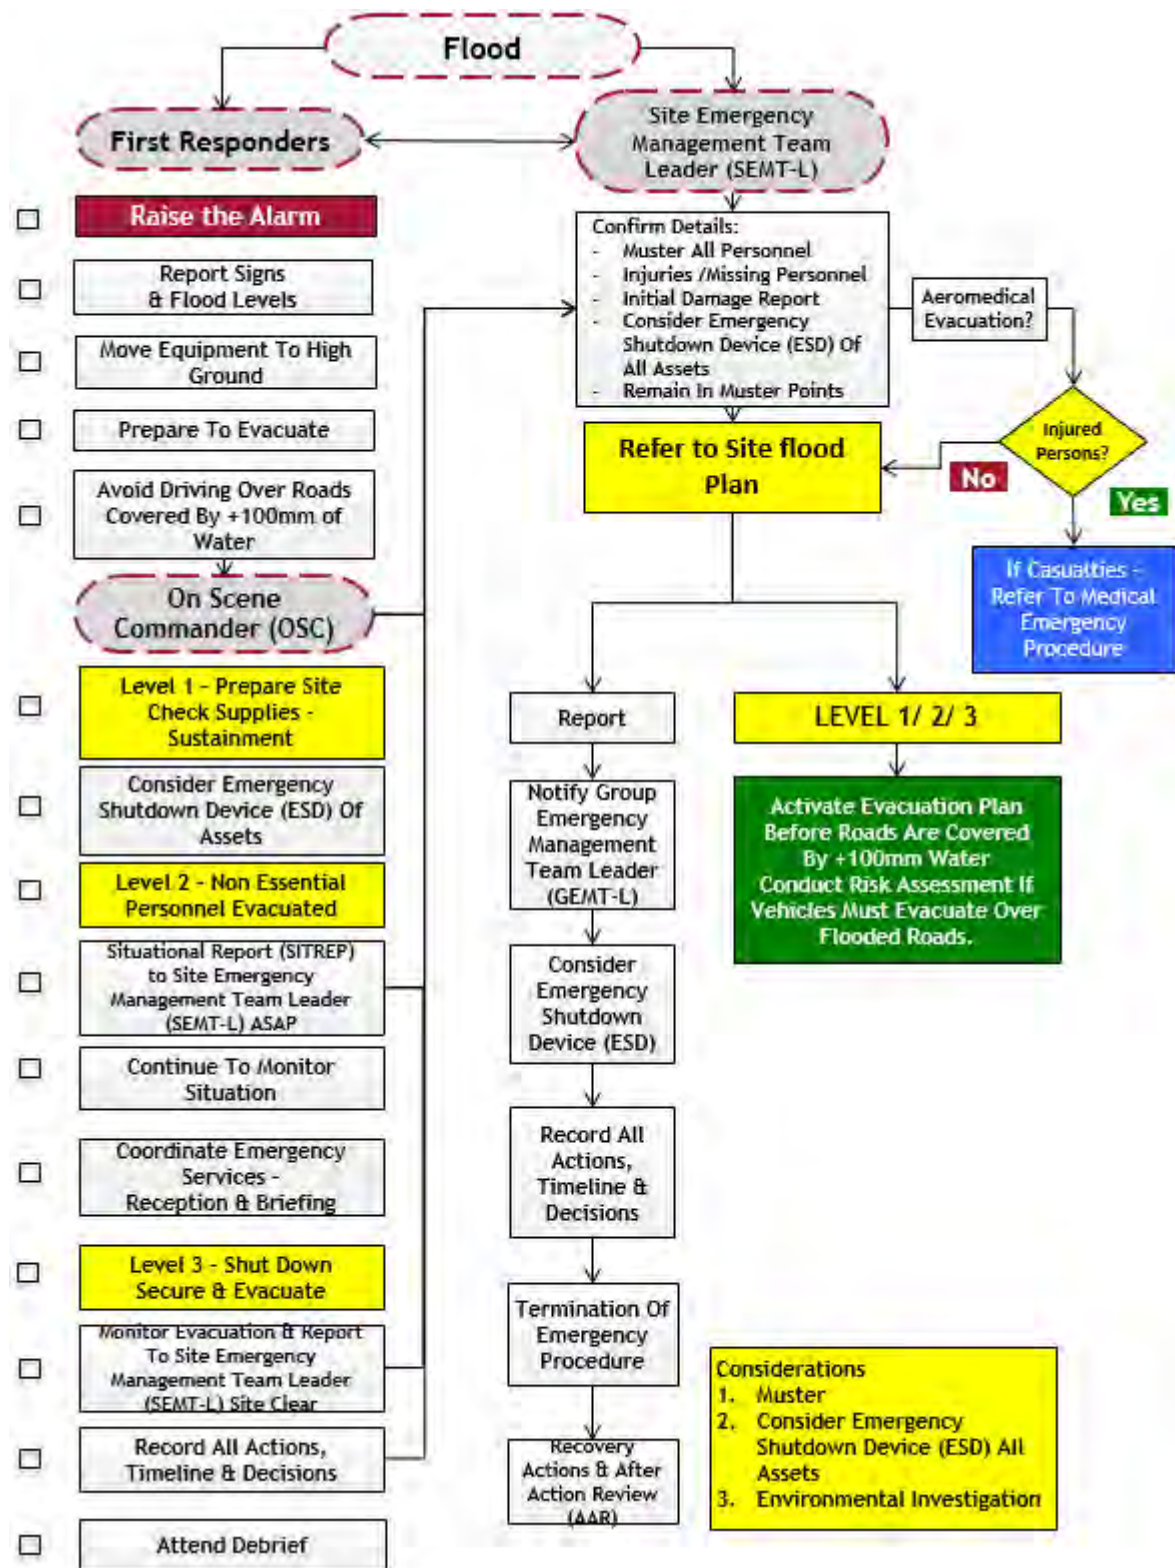 Flood
First Responders
Site Emergency
Management Team
Leader (SEMT-L)
Raise the Alarm
Report Signs
& Flood Levels
Move Equipment To High
Ground
Prepare To Evacuate
Avoid Driving Over Roads
Covered By +100mm of
Water
On Scene
Commander (OSC)
Level 1 - Prepare Site
Check Supplies -
Sustainment
Consider Emergency
Shutdown Device (ESD) Of
Assets
Level 2 - Non Essential
Personnel Evacuated
Situational Report (SITREP)
to Site Emergency
Management Team Leader
(SEMT-L) ASAP
Continue To Monitor
Situation
Coordinate Emergency
Services -
Reception & Briefing
Level 3 - Shut Down
Secure & Evacuate
Monitor Evacuation & Report
To Site Emergency
Management Team Leader
(SEMT-L) Site Clear
Record All Actions,
Timeline & Decisions
Attend Debrief
Confirm Details:
- Muster All Personnel
- Injuries /Missing Personnel
- Initial Damage Report
- Consider Emergency
Shutdown Device (ESD) Of
All Assets
- Remain In Muster Points
Aeromedical
Evacuation?
Injured
Persons?
No
Yes
If Casualties -
Refer To Medical
Emergency
Procedure
Refer to Site flood
Plan
Report
Notify Group
Emergency
Management
Team Leader
(GEMT-L)
Consider
Emergency
Shutdown
Device (ESD)
Record All
Actions,
Timeline &
Decisions
Termination Of
Emergency
Procedure
Recovery
Actions & After
Action Review
(AAR)
LEVEL 1/ 2/ 3
Activate Evacuation Plan
Before Roads Are Covered
By +100mm Water
Conduct Risk Assessment If
Vehicles Must Evacuate Over
Flooded Roads.
Considerations
1. Muster
2. Consider Emergency
Shutdown Device (ESD) All
Assets
3. Environmental Investigation